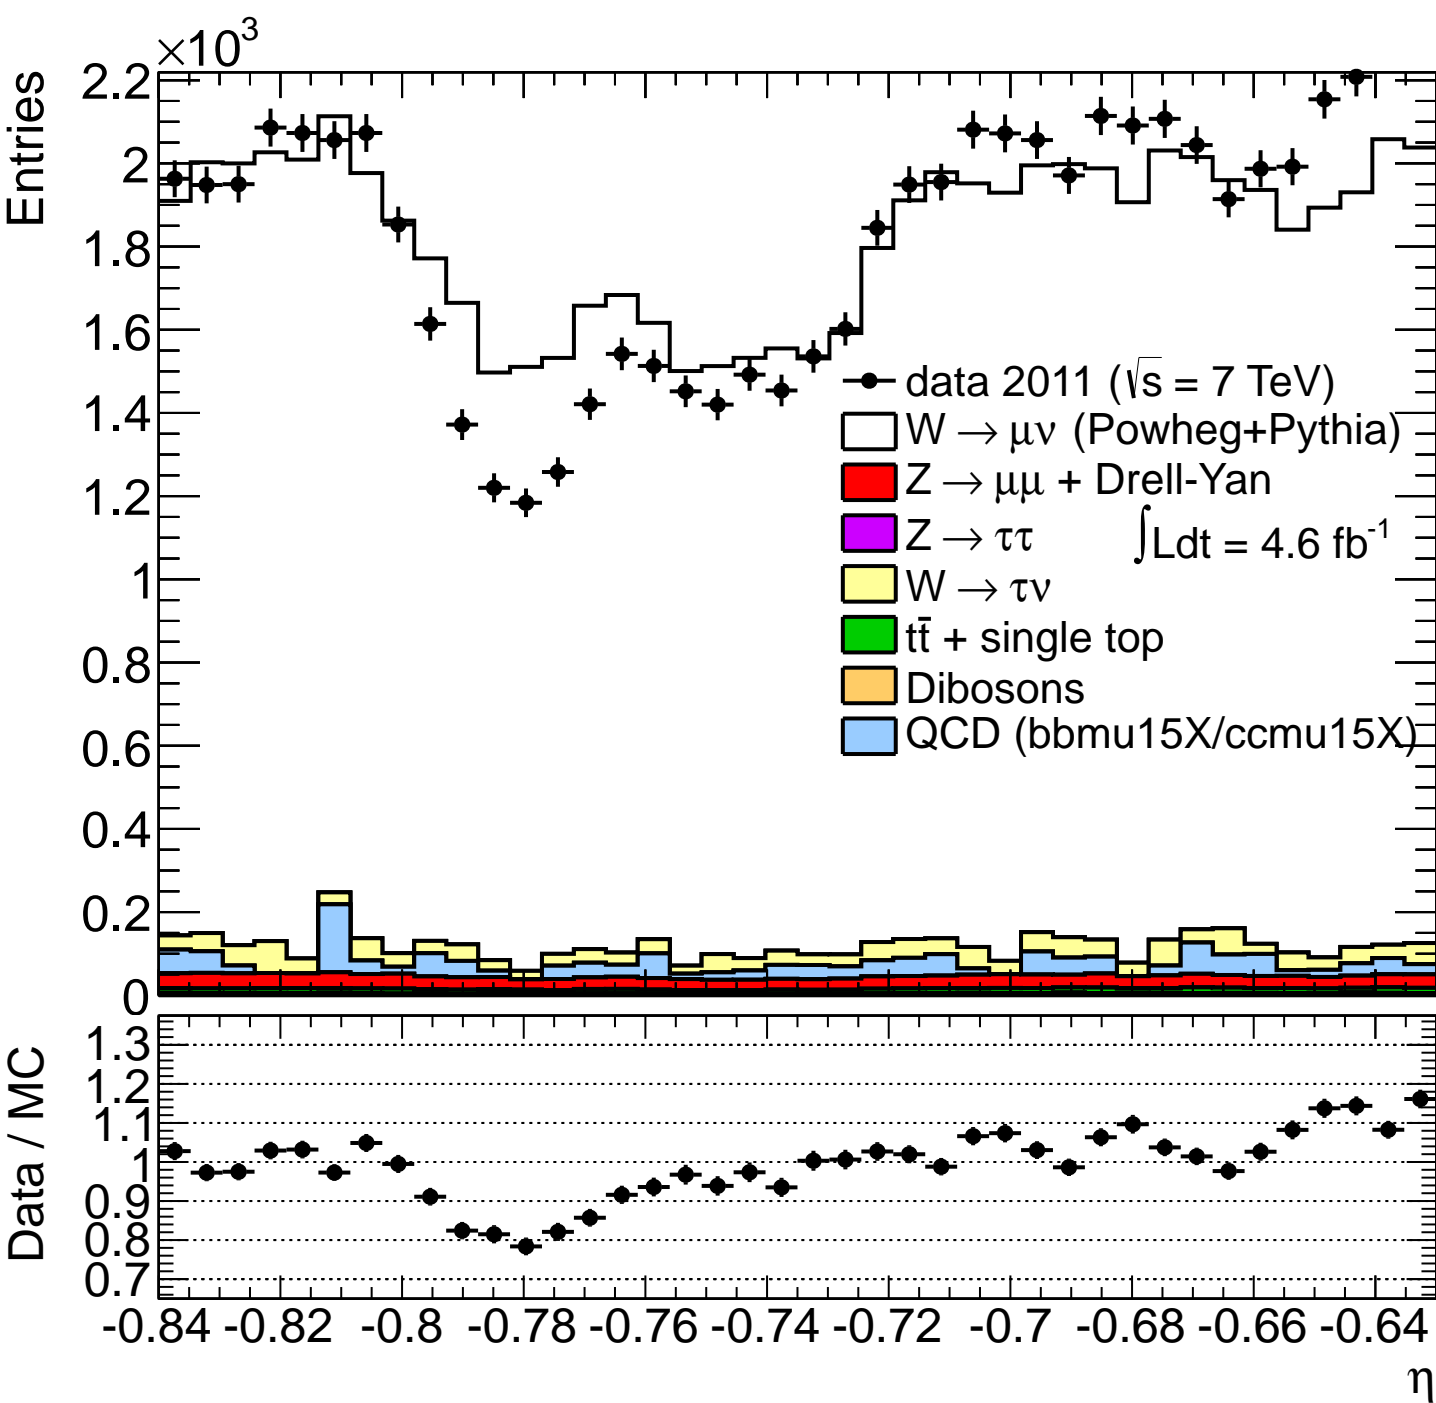 ×10³
Entries
2.2
2
1.8
1.6
1.4
1.2
1
0.8
0.6
0.4
0.2
0
data 2011 (√s = 7 TeV)
W → μν (Powheg+Pythia)
Z → μμ + Drell-Yan
Z → ττ
∫Ldt = 4.6 fb⁻¹
W → τν
tt̄ + single top
Dibosons
QCD (bbmu15X/ccmu15X)
Data / MC
1.3
1.2
1.1
1
0.9
0.8
0.7
-0.84 -0.82 -0.8 -0.78 -0.76 -0.74 -0.72 -0.7 -0.68 -0.66 -0.64
η